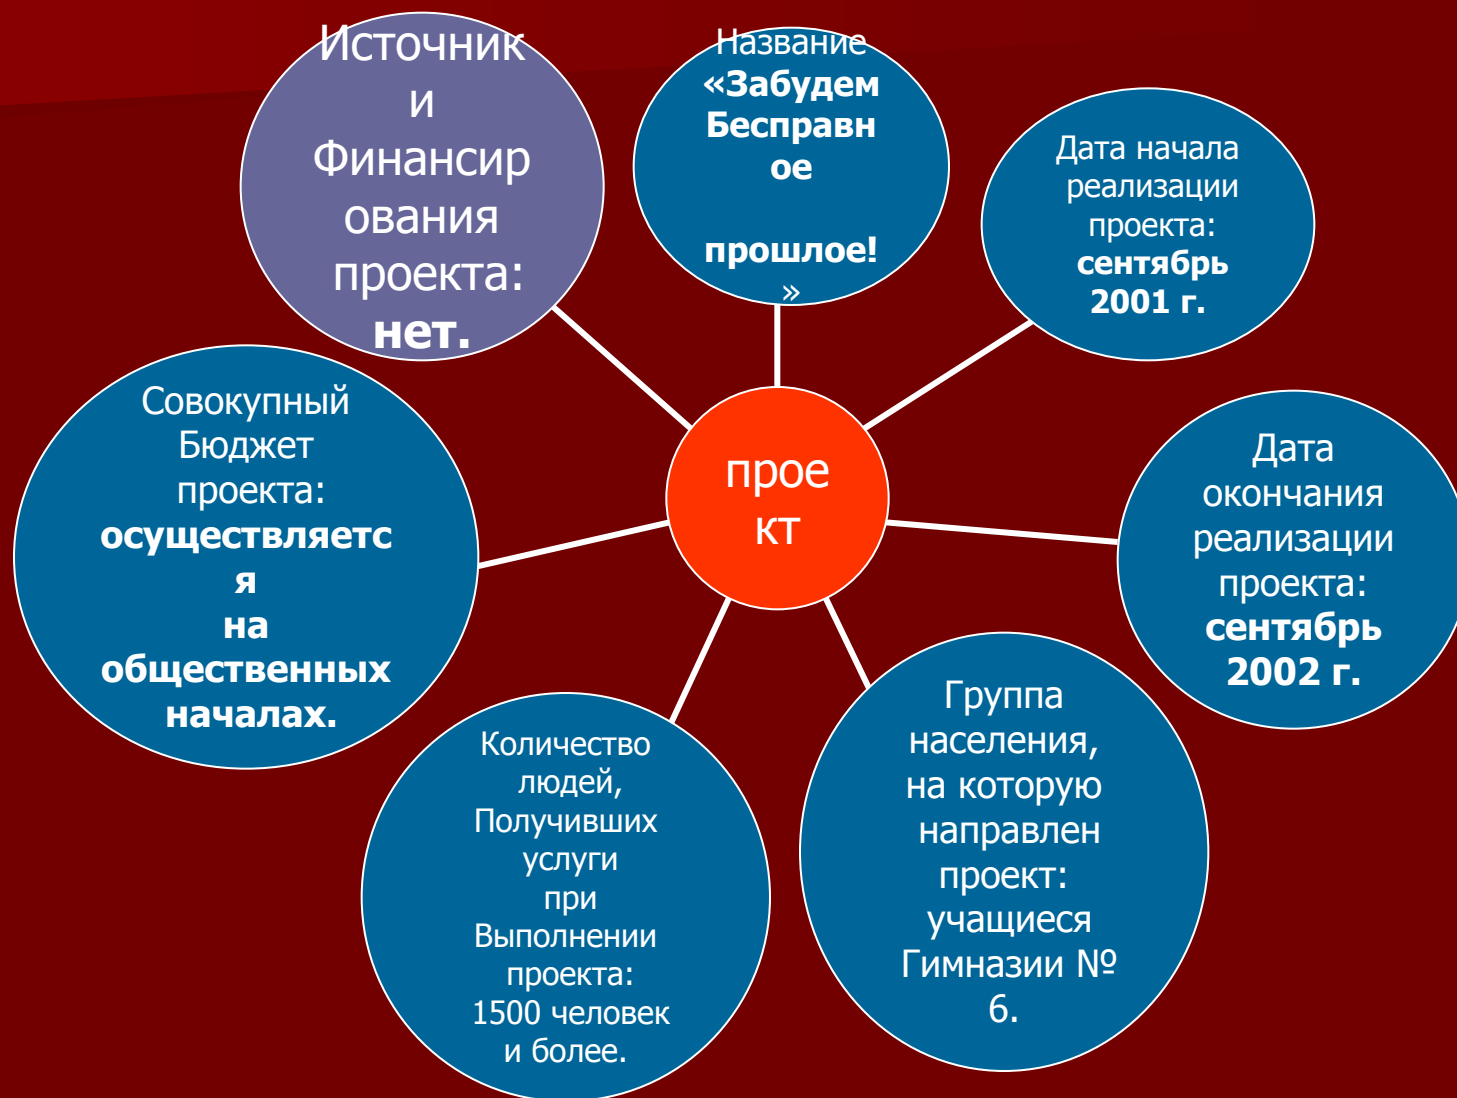 Источник
и
Финансир
ования
проекта:
нет.
Название
«Забудем
Бесправн
ое
прошлое!
»
Дата начала
реализации
проекта:
сентябрь
2001 г.
Дата
окончания
реализации
проекта:
сентябрь
2002 г.
Группа
населения,
на которую
направлен
проект:
учащиеся
Гимназии №
6.
Количество
людей,
Получивших
услуги
при
Выполнении
проекта:
1500 человек
и более.
Совокупный
Бюджет
проекта:
осуществляетс
я
на
общественных
началах.
прое
кт